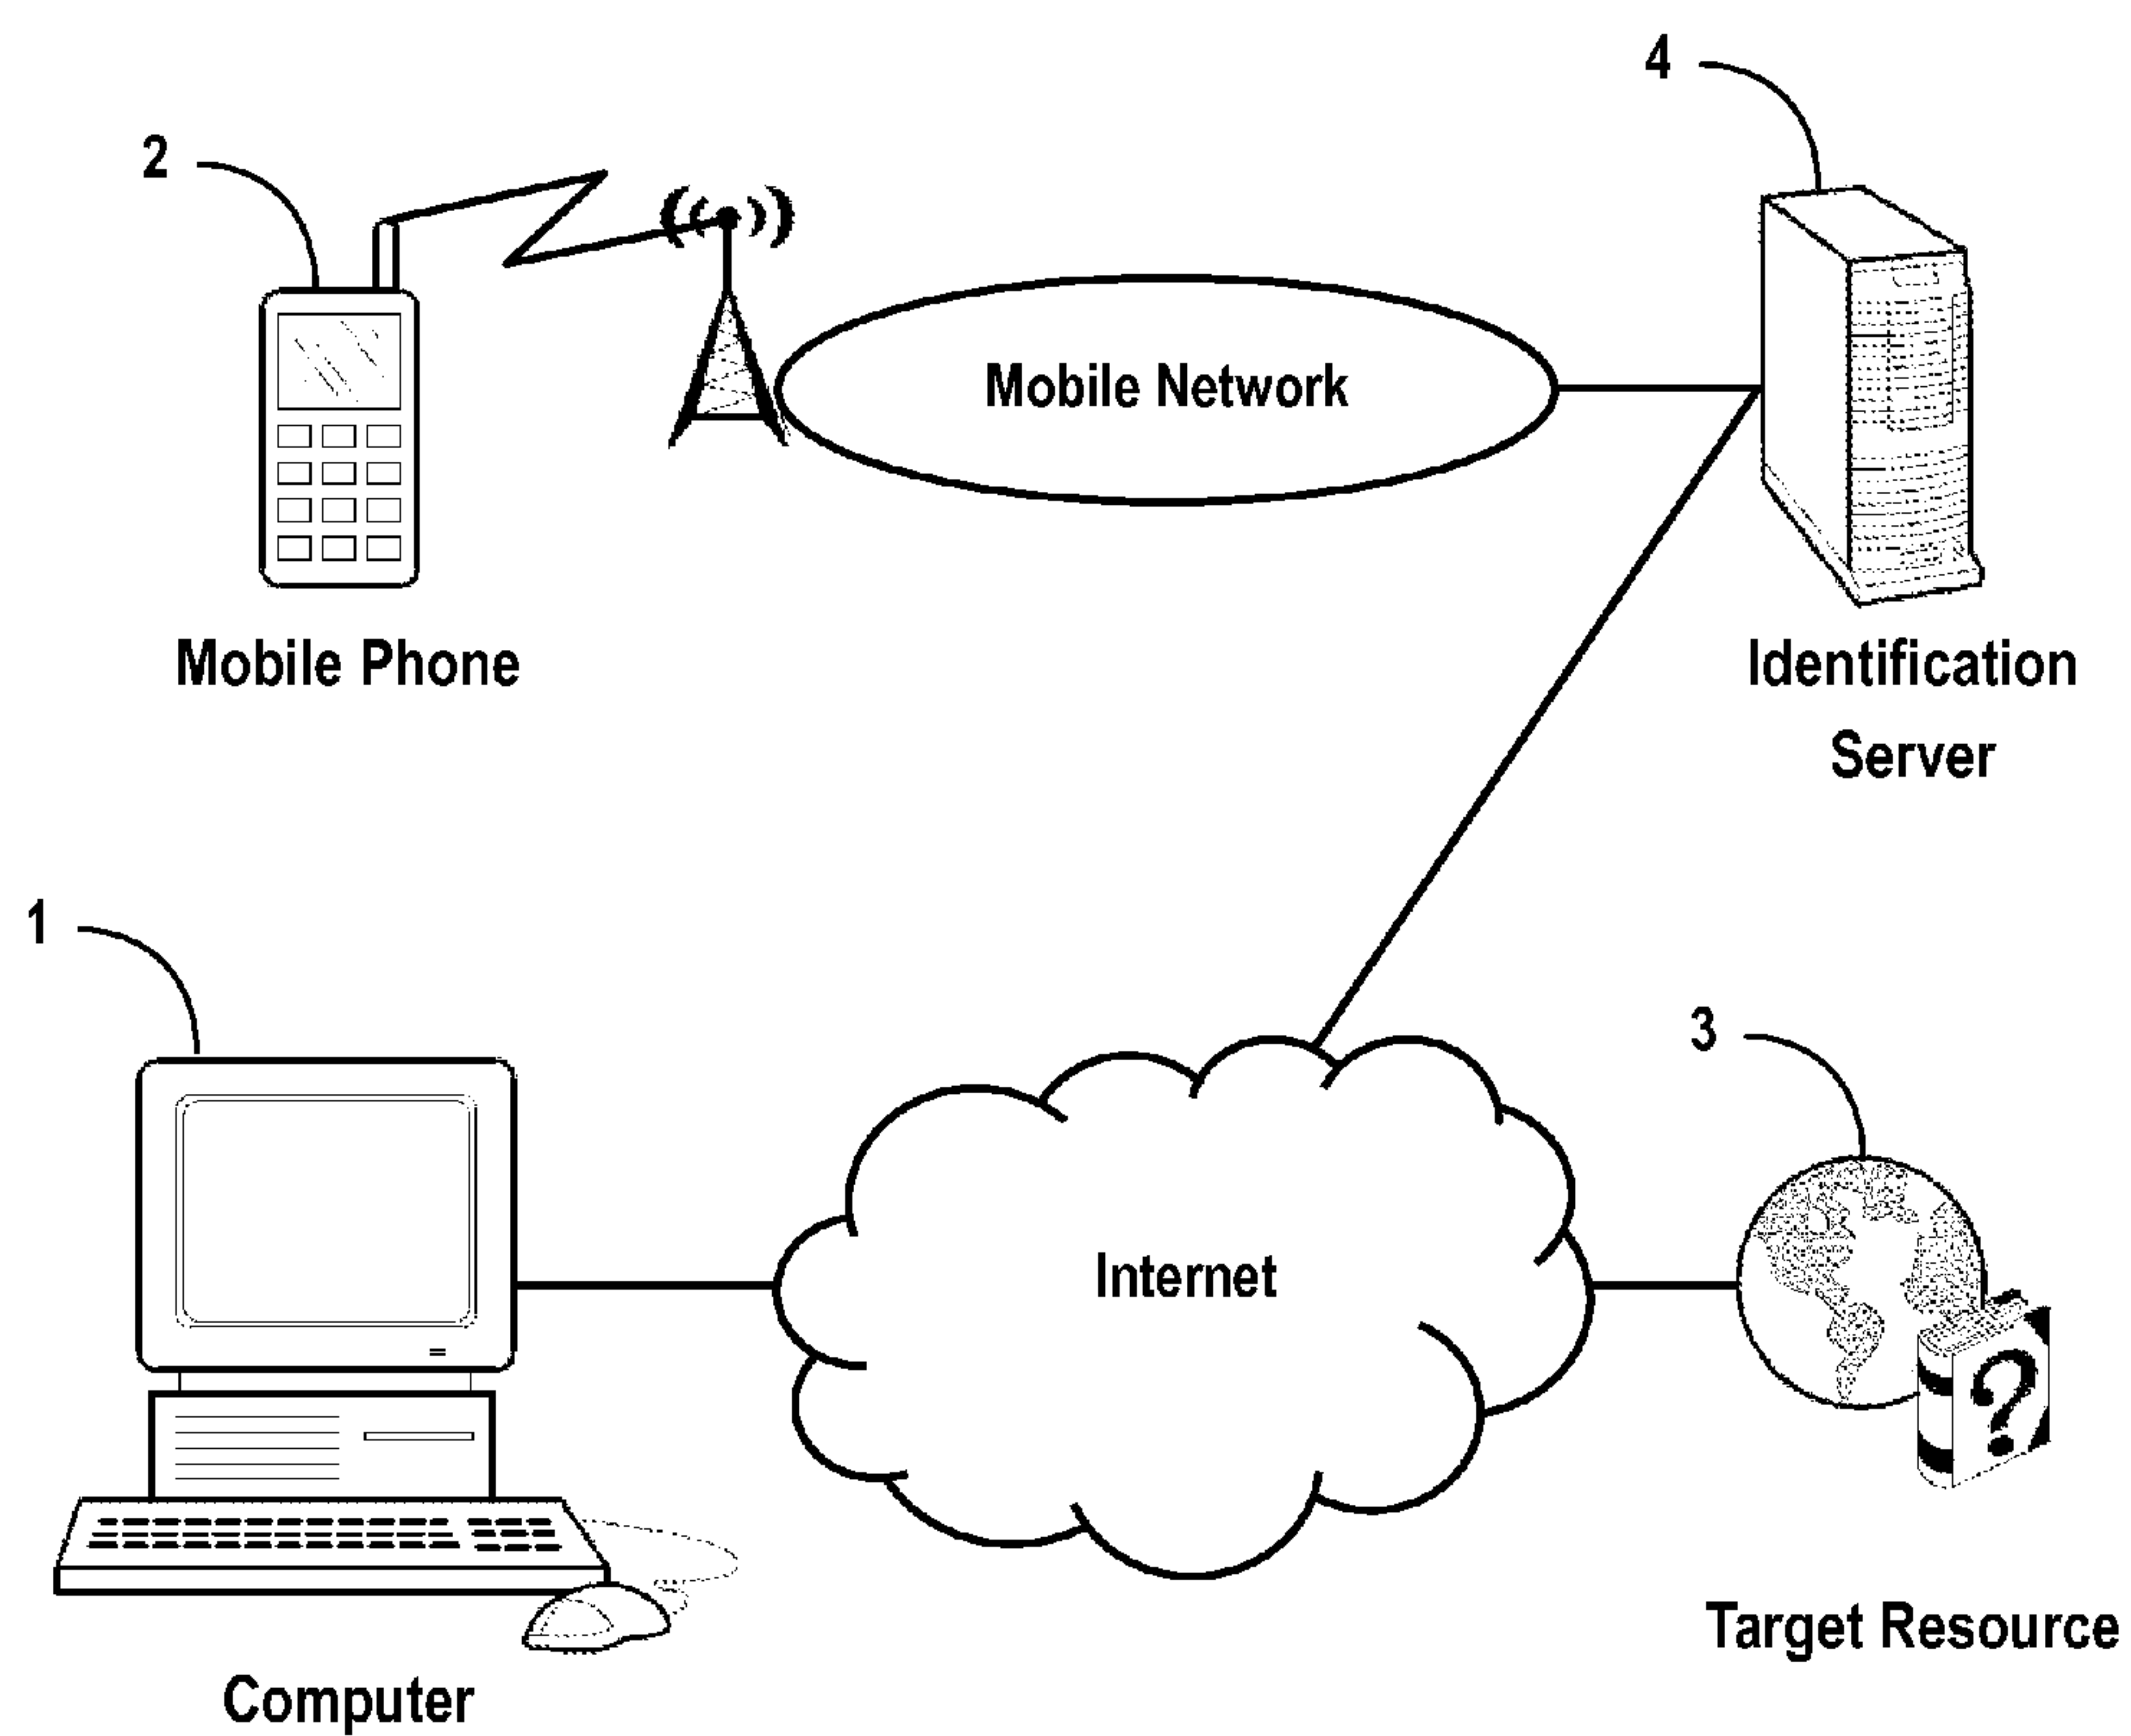 4
2
Mobile Network
Mobile Phone
Identification
Server
1
3
Internet
?
Target Resource
Computer